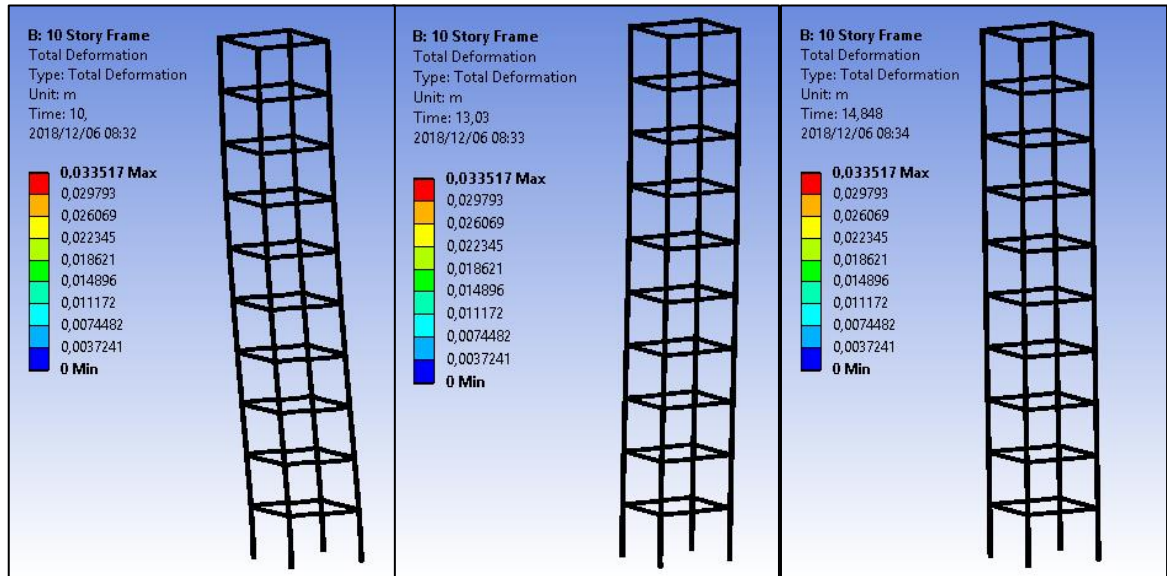 B: 10 Story Frame
Total Deformation
Type: Total Deformation
Unit: m
Time: 10,
2018/12/06 08:32
0,033517 Max
0,029793
0,026069
0,022345
0,018621
0,014896
0,011172
0,0074482
0,0037241
0 Min
B: 10 Story Frame
Total Deformation
Type: Total Deformation
Unit: m
Time: 13,03
2018/12/06 08:33
0,033517 Max
0,029793
0,026069
0,022345
0,018621
0,014896
0,011172
0,0074482
0,0037241
0 Min
B: 10 Story Frame
Total Deformation
Type: Total Deformation
Unit: m
Time: 14,848
2018/12/06 08:34
0,033517 Max
0,029793
0,026069
0,022345
0,018621
0,014896
0,011172
0,0074482
0,0037241
0 Min